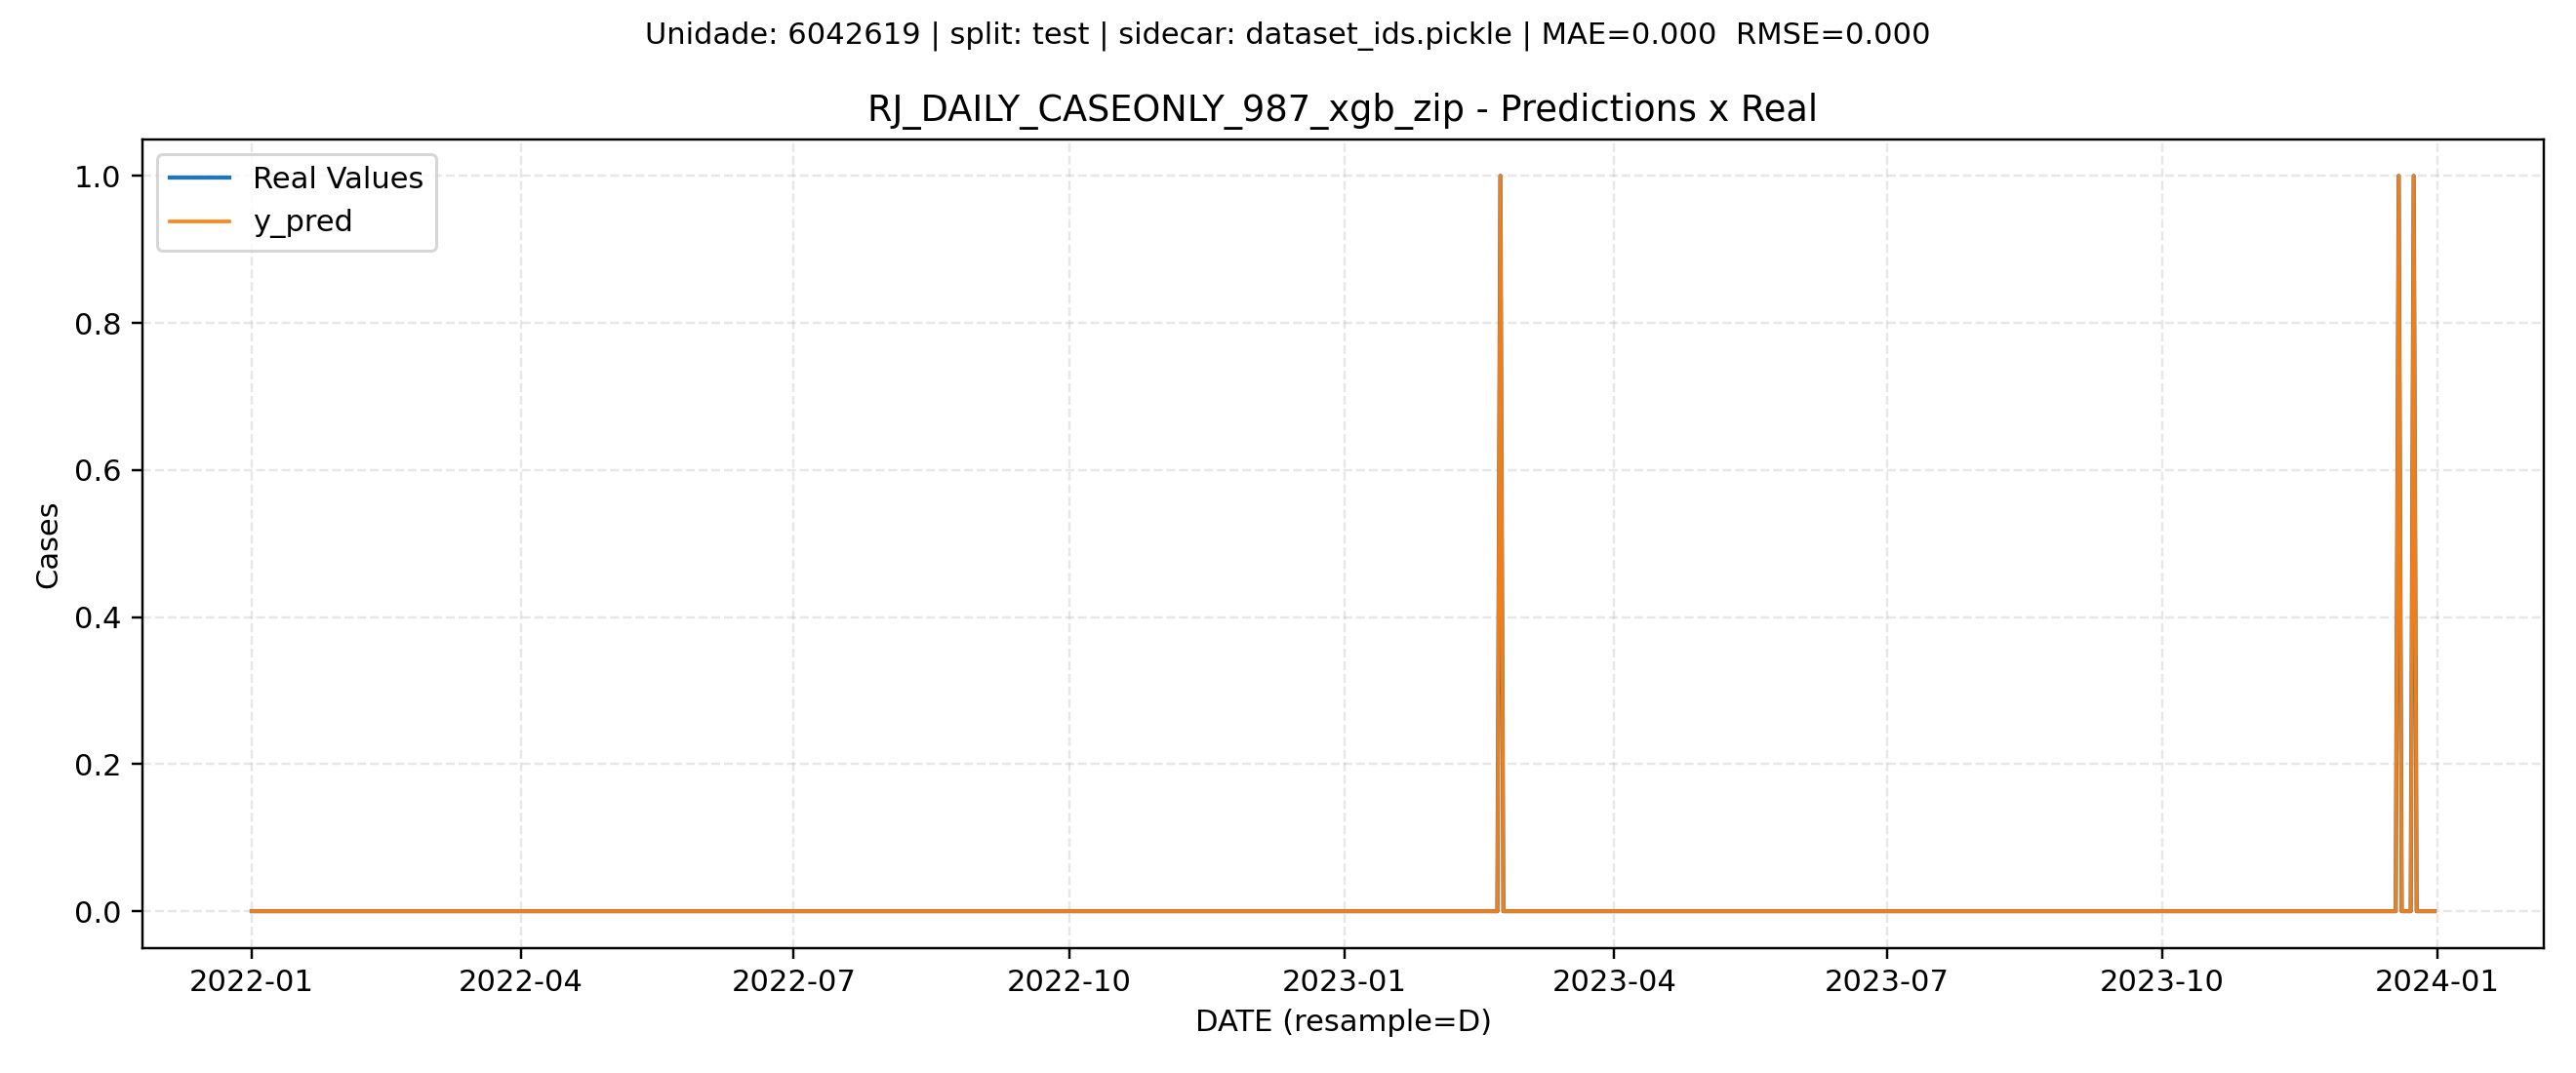 Unidade: 6042619 | split: test | sidecar: dataset_ids.pickle | MAE=0.000  RMSE=0.000
RJ_DAILY_CASEONLY_987_xgb_zip - Predictions x Real
Real Values
y_pred
1.0
0.8
0.6
0.4
0.2
0.0
Cases
2022-01 2022-04 2022-07 2022-10 2023-01 2023-04 2023-07 2023-10 2024-01
DATE (resample=D)